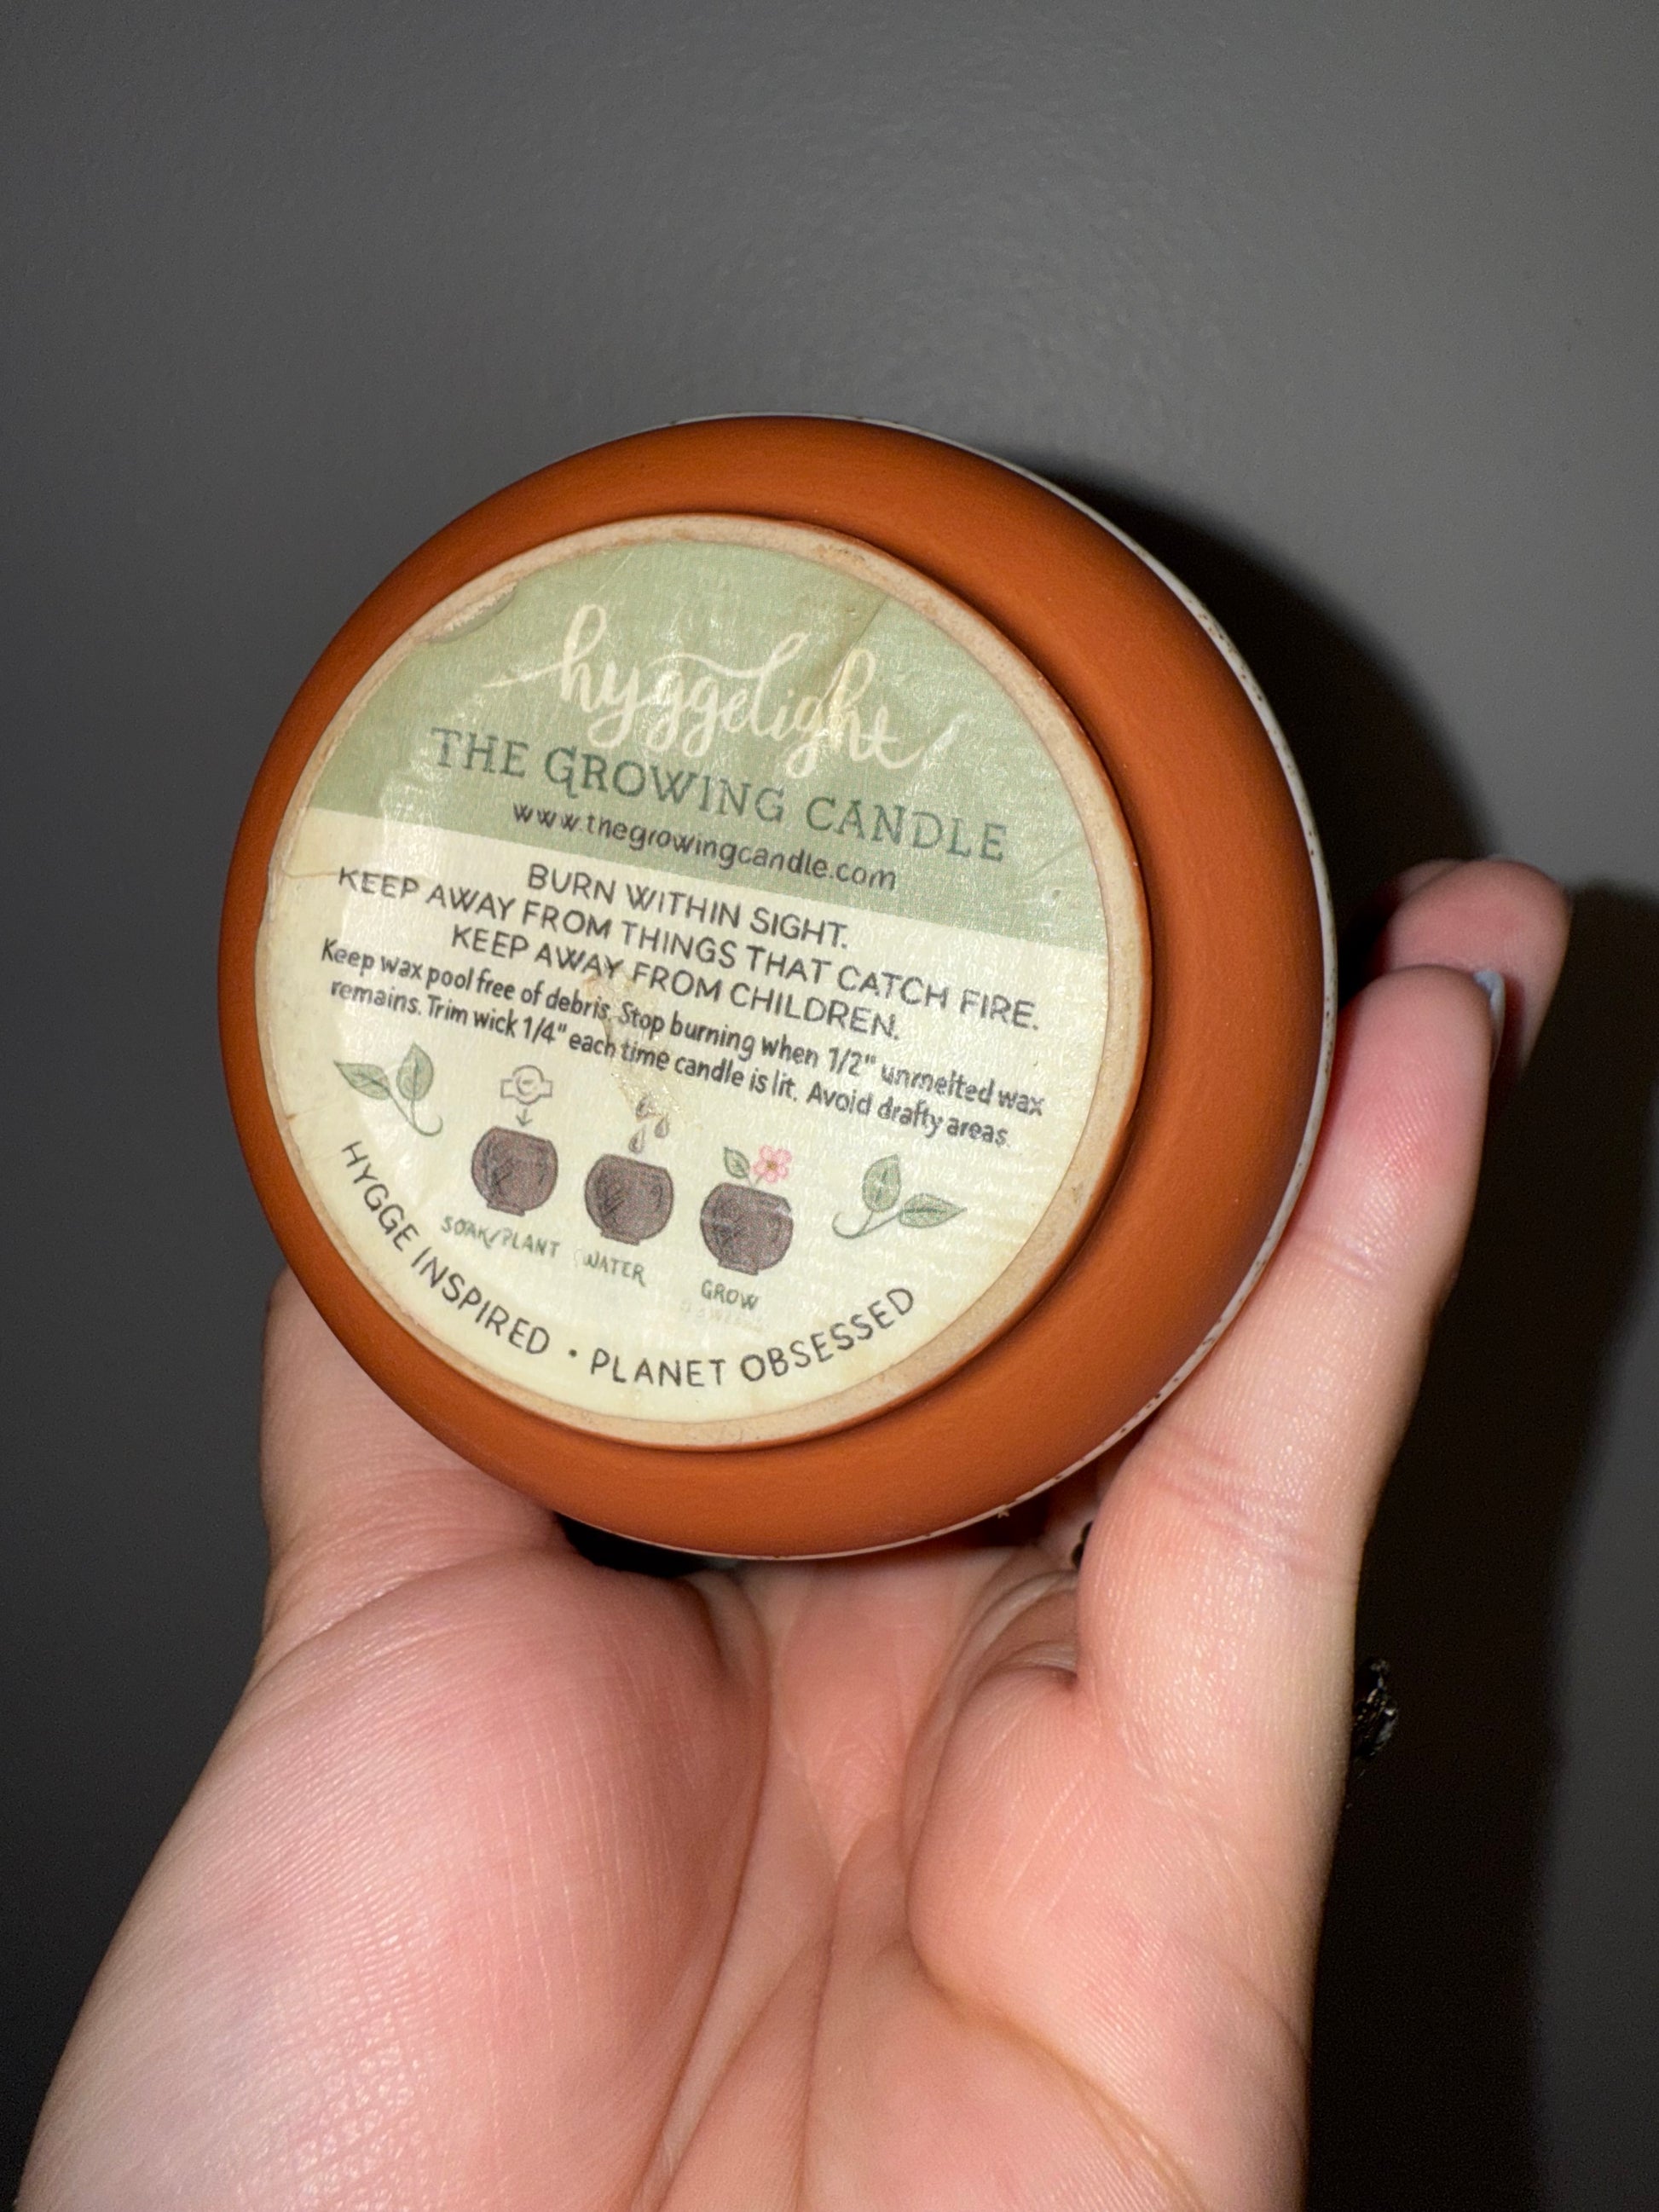 hyggelight
THE GROWING CANDLE
www.thegrowingcandle.com
BURN WITHIN SIGHT.
KEEP AWAY FROM THINGS THAT CATCH FIRE.
KEEP AWAY FROM CHILDREN.
Keep wax pool free of debris. Stop burning when 1/2" unmelted wax
remains. Trim wick 1/4" each time candle is lit. Avoid drafty areas.
SOAK/PLANT
WATER
GROW
HYGGE INSPIRED • PLANET OBSESSED